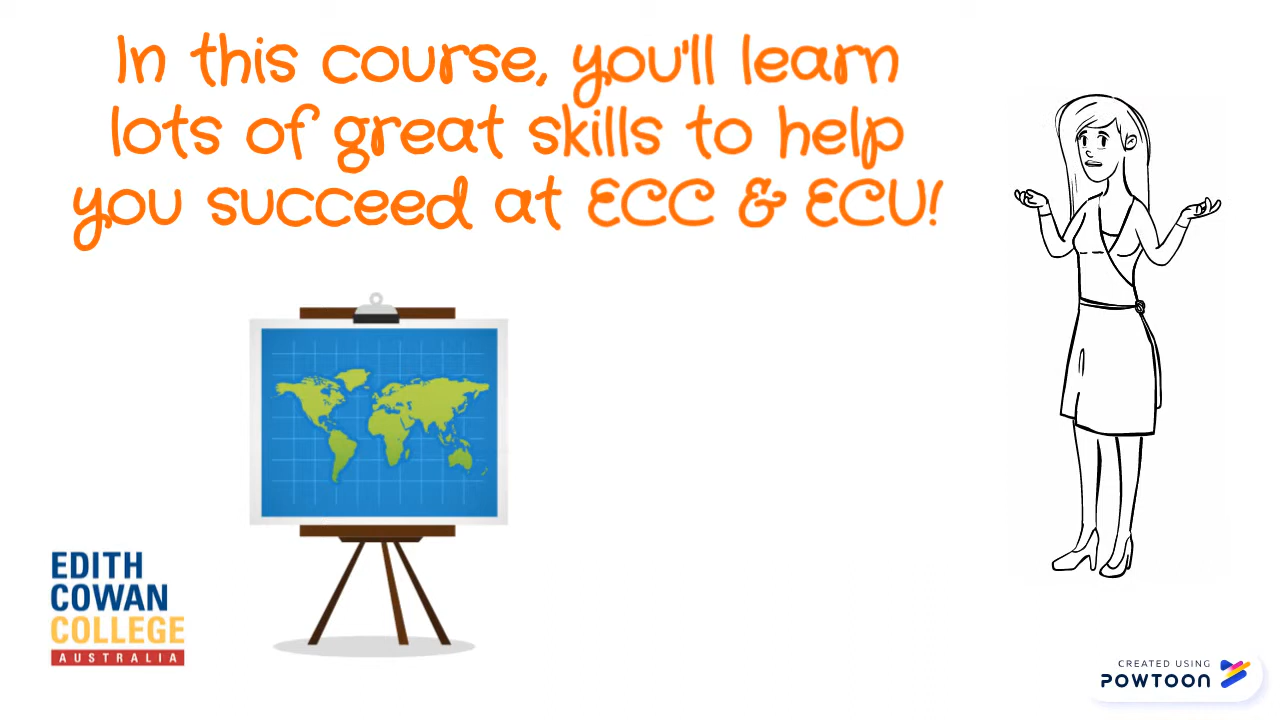 In this course, you'll learn
lots of great skills to help
you succeed at ECC & ECU!
EDITH
COWAN
COLLEGE
AUSTRALIA
CREATED USING
POWTOON